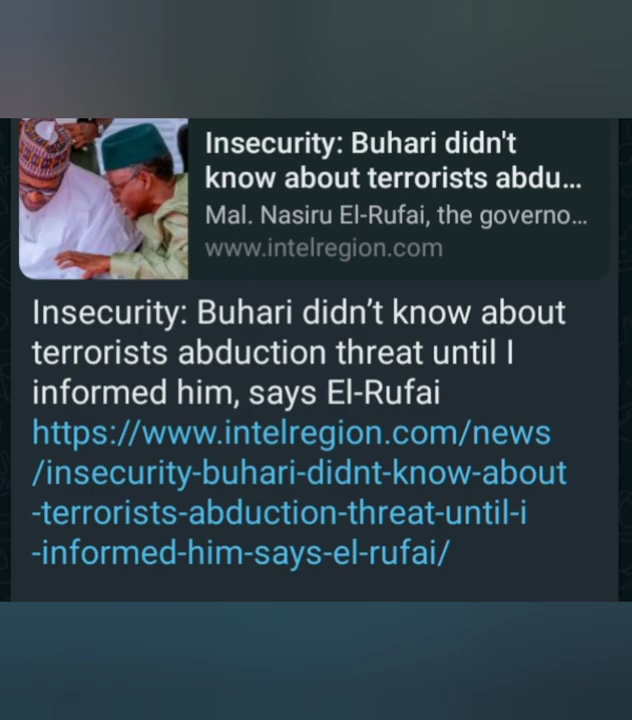 Insecurity: Buhari didn't
know about terrorists abdu...
Mal. Nasiru El-Rufai, the governo...
www.intelregion.com
Insecurity: Buhari didn't know about
terrorists abduction threat until I
informed him, says El-Rufai
https://www.intelregion.com/news
/insecurity-buhari-didnt-know-about
-terrorists-abduction-threat-until-i
-informed-him-says-el-rufai/